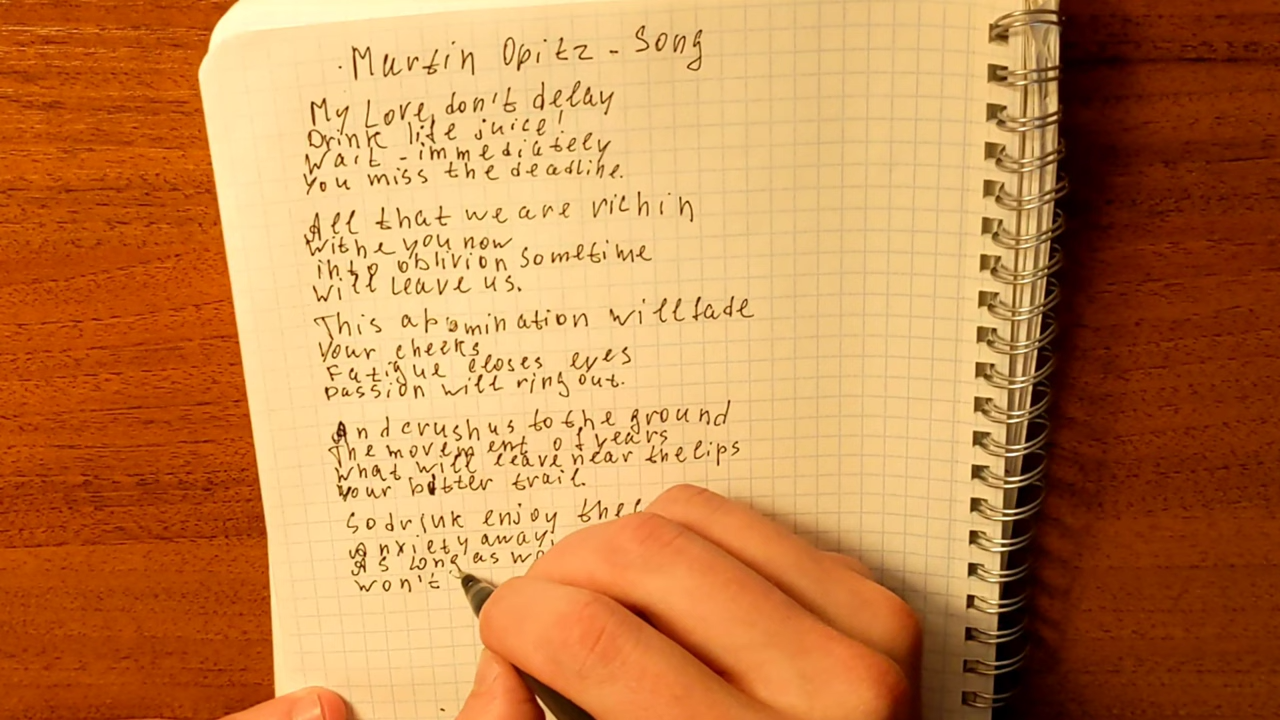 Martin Opitz - Song
My Love, don't delay
Drink life juice!
Wait - immediately
You miss the deadline.
All that we are rich in
Withe you now
into oblivion sometime
will leave us.
This abomination will fade
your cheeks
Fatigue closes eyes
passion will ring out.
And crush us to the ground
The movement of years
what will leave near the lips
Your bitter trail.
So drink enjoy the
anxiety away,
As long as we
won't